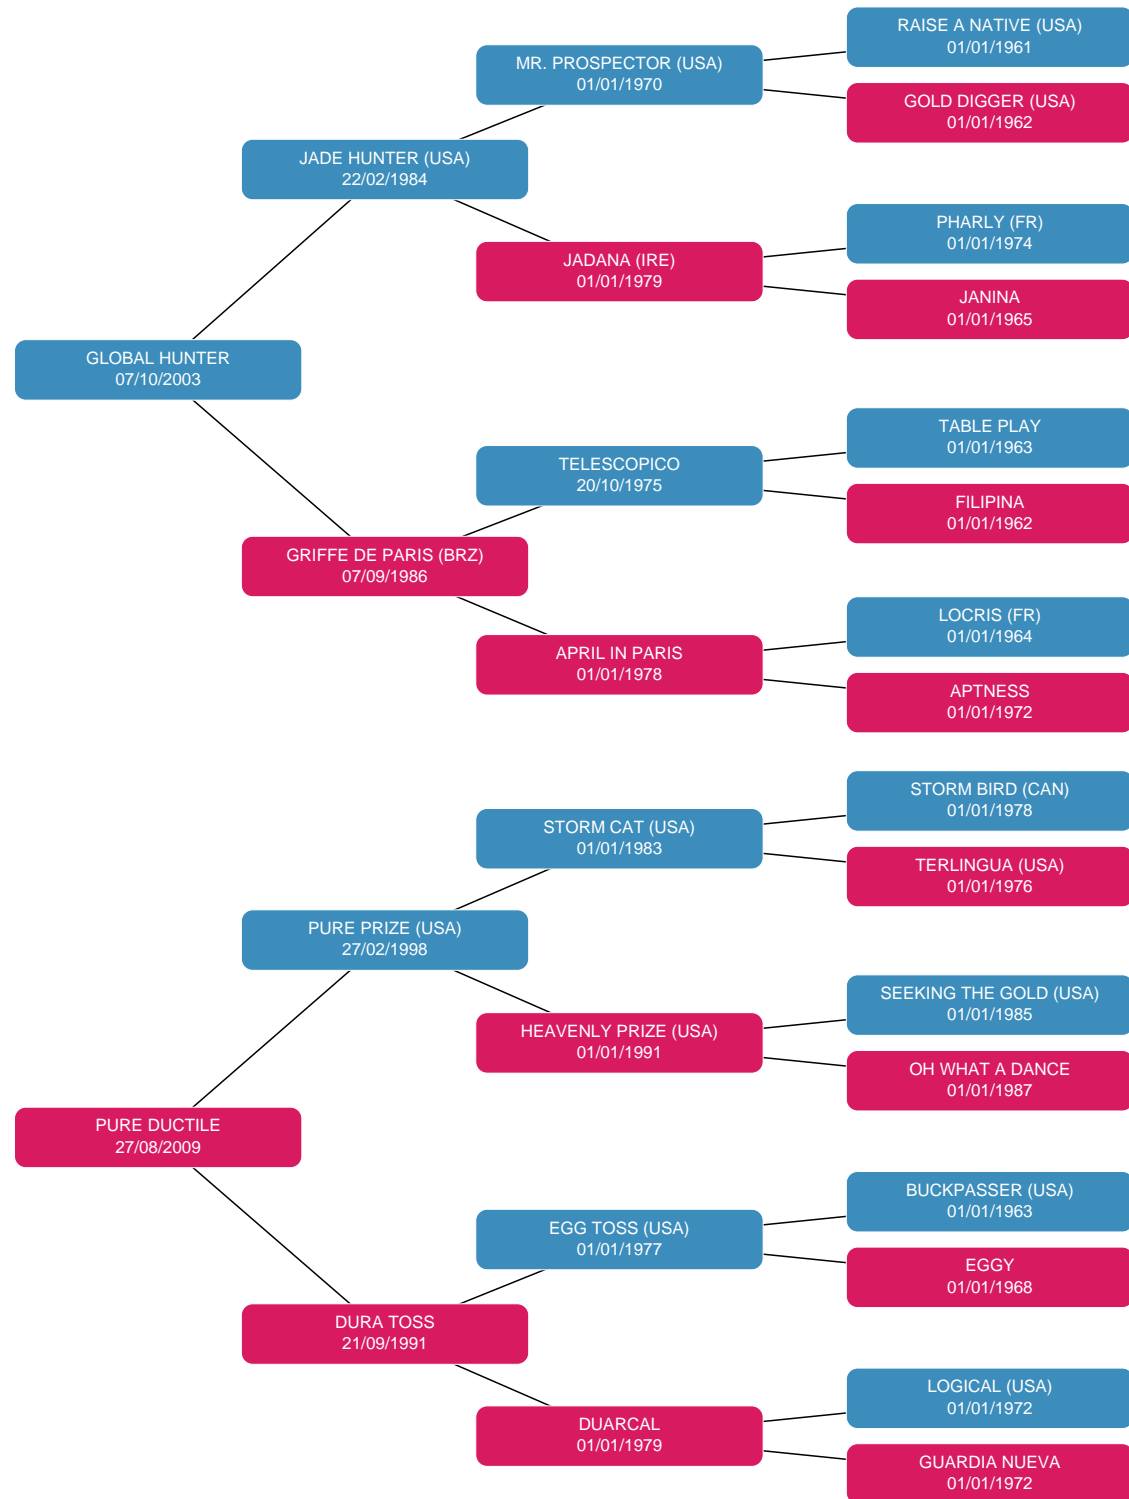 RAISE A NATIVE (USA)
01/01/1961
MR. PROSPECTOR (USA)
01/01/1970
GOLD DIGGER (USA)
01/01/1962
JADE HUNTER (USA)
22/02/1984
PHARLY (FR)
01/01/1974
JADANA (IRE)
01/01/1979
JANINA
01/01/1965
GLOBAL HUNTER
07/10/2003
TABLE PLAY
01/01/1963
TELESCOPICO
20/10/1975
FILIPINA
01/01/1962
GRIFFE DE PARIS (BRZ)
07/09/1986
LOCRIS (FR)
01/01/1964
APRIL IN PARIS
01/01/1978
APTNESS
01/01/1972
STORM BIRD (CAN)
01/01/1978
STORM CAT (USA)
01/01/1983
TERLINGUA (USA)
01/01/1976
PURE PRIZE (USA)
27/02/1998
SEEKING THE GOLD (USA)
01/01/1985
HEAVENLY PRIZE (USA)
01/01/1991
OH WHAT A DANCE
01/01/1987
PURE DUCTILE
27/08/2009
BUCKPASSER (USA)
01/01/1963
EGG TOSS (USA)
01/01/1977
EGGY
01/01/1968
DURA TOSS
21/09/1991
LOGICAL (USA)
01/01/1972
DUARCAL
01/01/1979
GUARDIA NUEVA
01/01/1972